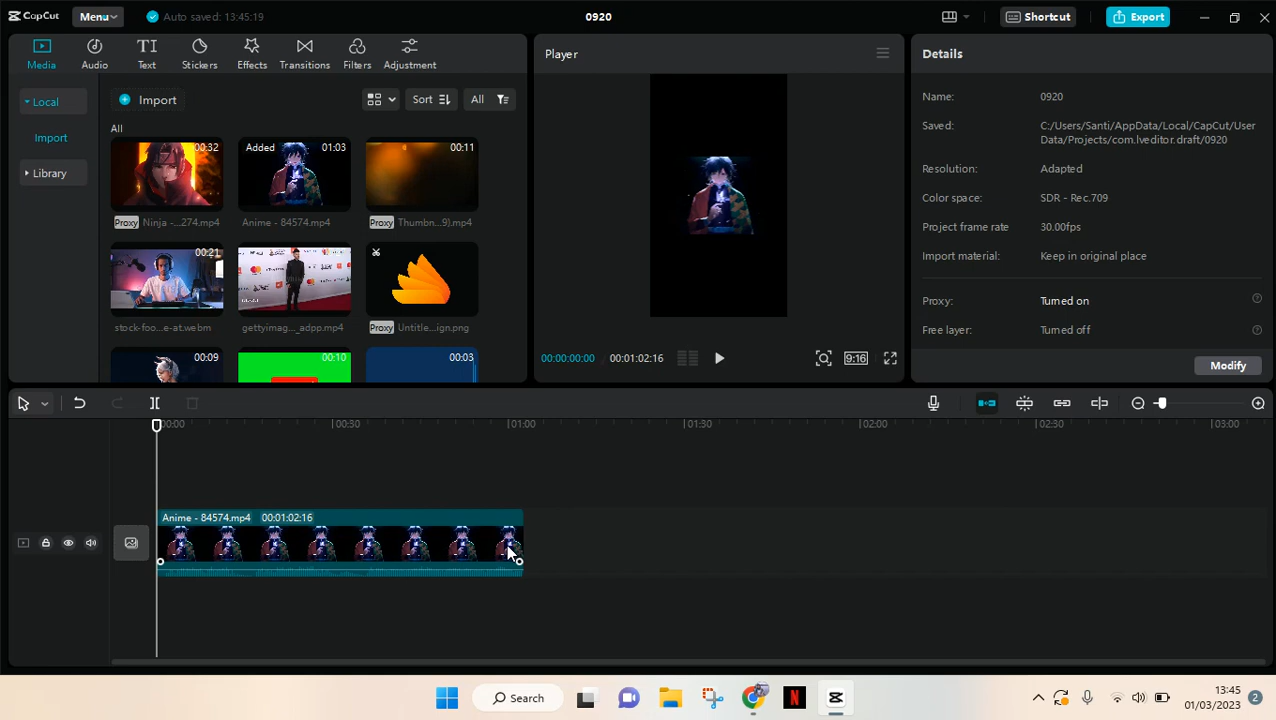 CapCut
Menu
Auto saved: 13:45:19
0920
Shortcut
Export
Media
Audio
Text
Stickers
Effects
Transitions
Filters
Adjustment
Player
Details
Local
Import
Library
Import
Sort
All
All
00:32
Proxy
Ninja -...274.mp4
Added
01:03
Anime - 84574.mp4
00:11
Proxy
Thumbn...9).mp4
00:21
stock-foo...e-at.webm
gettyimag..._adpp.mp4
Proxy
Untitle...ign.png
00:09
00:10
00:03
00:00:00:00
00:01:02:16
9:16
Name:
0920
Saved:
C:/Users/Santi/AppData/Local/CapCut/User
Data/Projects/com.lveditor.draft/0920
Resolution:
Adapted
Color space:
SDR - Rec.709
Project frame rate
30.00fps
Import material:
Keep in original place
Proxy:
Turned on
Free layer:
Turned off
Modify
00:00
00:30
01:00
01:30
02:00
02:30
03:00
Anime - 84574.mp4
00:01:02:16
Search
N
13:45
01/03/2023
2